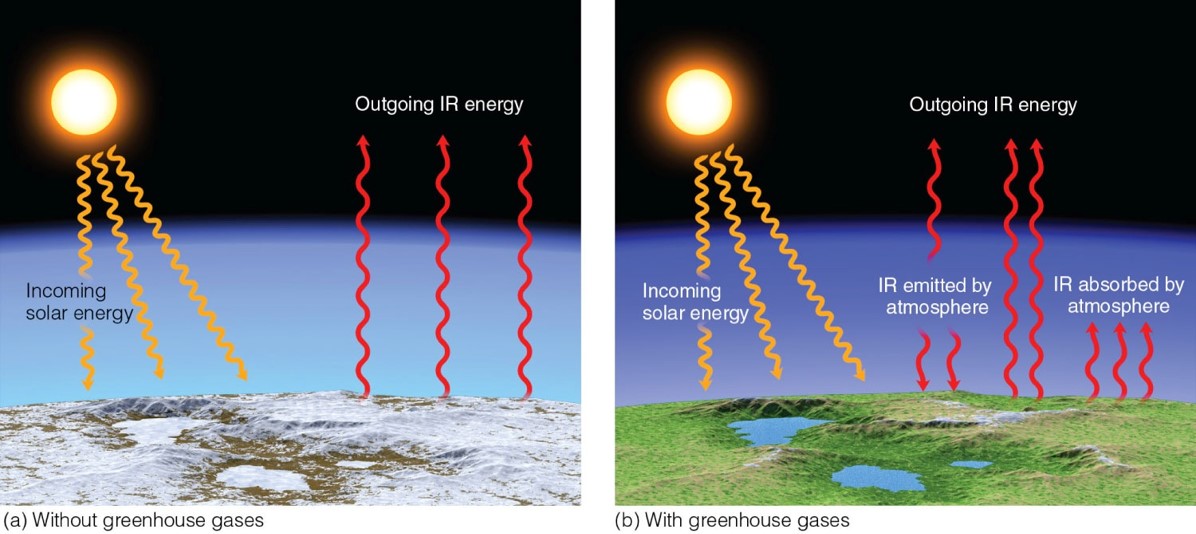 Outgoing IR energy
Incoming
solar energy
(a) Without greenhouse gases
Outgoing IR energy
Incoming
solar energy
IR emitted by
atmosphere
IR absorbed by
atmosphere
(b) With greenhouse gases